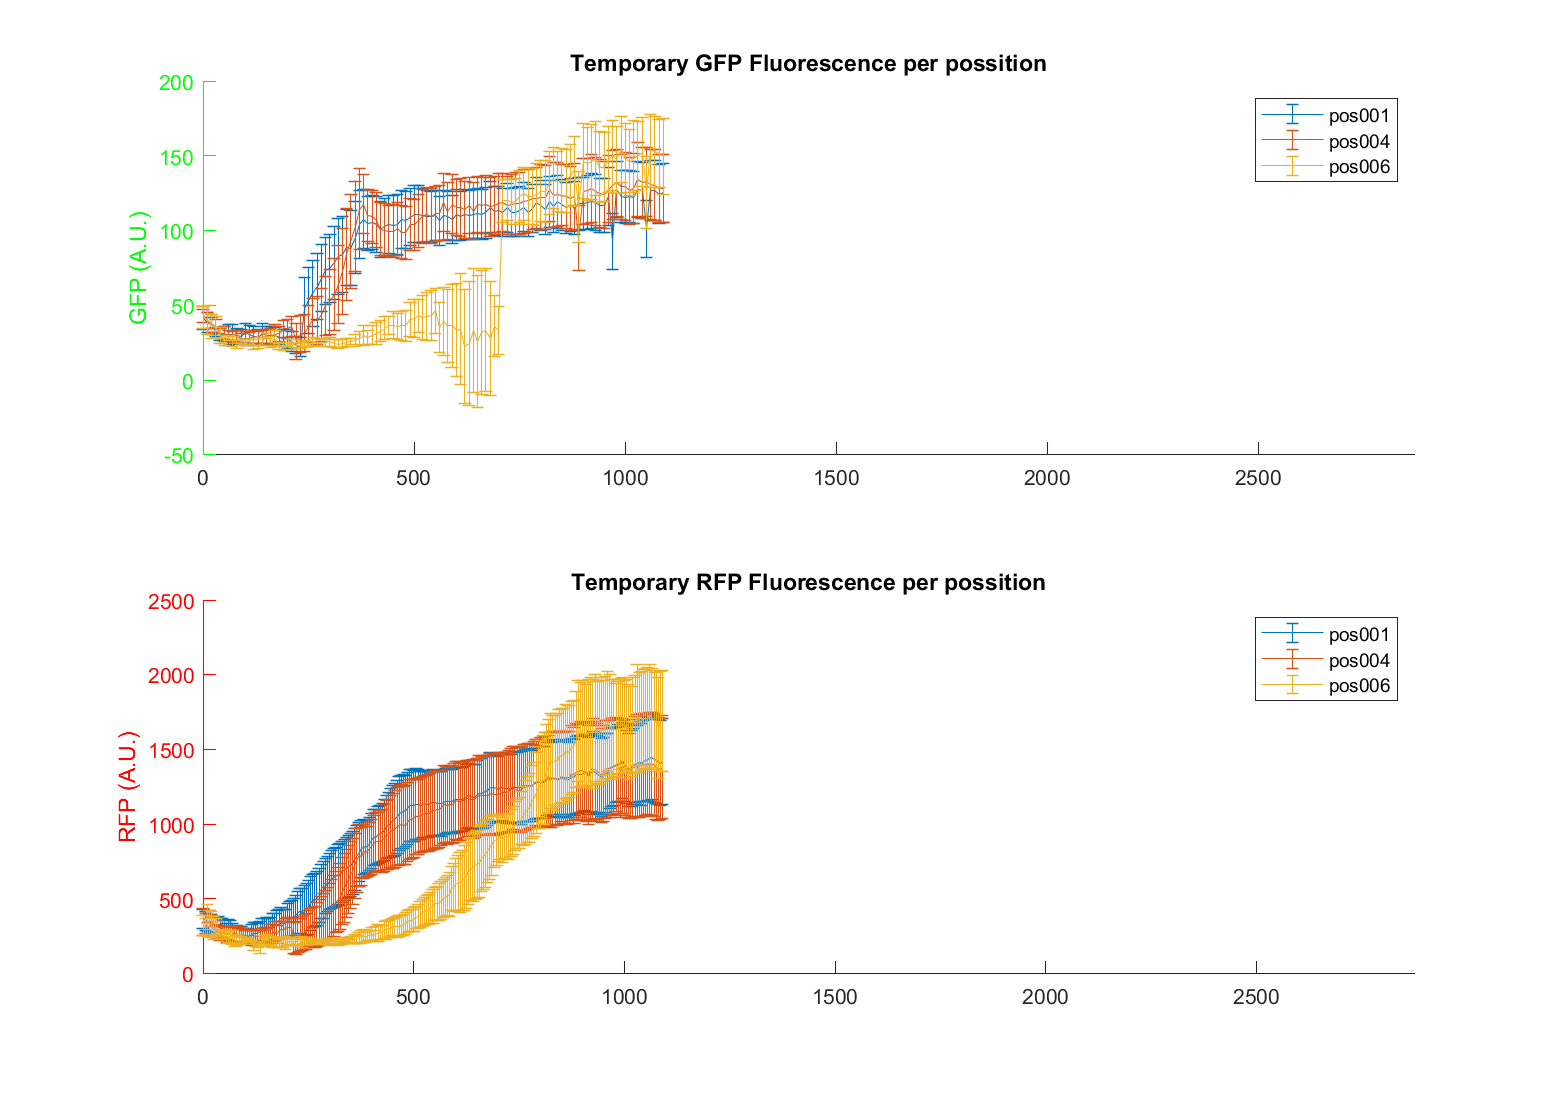 Temporary GFP Fluorescence per possition
200
150
100
50
0
-50
GFP (A.U.)
0 500 1000 1500 2000 2500
pos001
pos004
pos006
Temporary RFP Fluorescence per possition
2500
2000
1500
1000
500
0
RFP (A.U.)
0 500 1000 1500 2000 2500
pos001
pos004
pos006